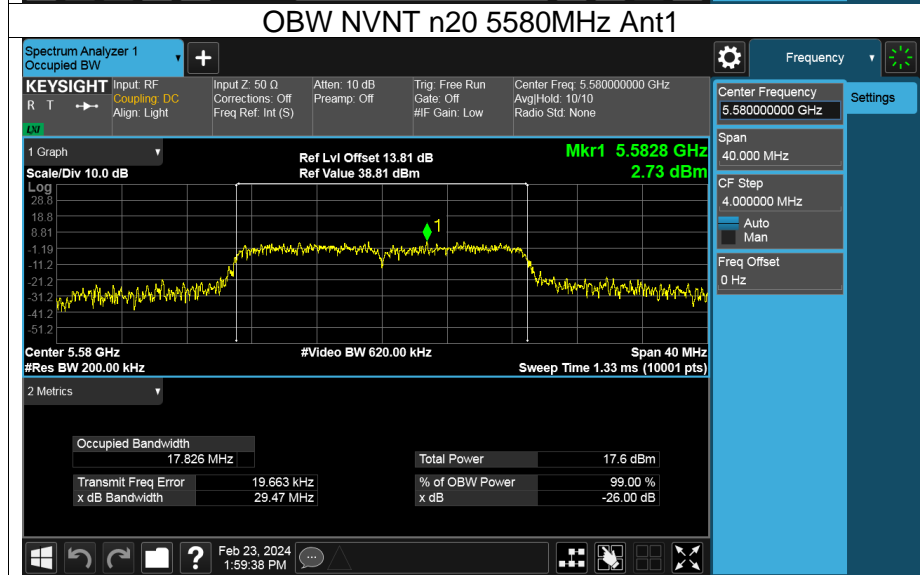 OBW NVNT n20 5580MHz Ant1
Spectrum Analyzer 1
Occupied BW
+
Frequency
KEYSIGHT
R T
LXI
Input: RF
Coupling: DC
Align: Light
Input Z: 50 Ω
Corrections: Off
Freq Ref: Int (S)
Atten: 10 dB
Preamp: Off
Trig: Free Run
Gate: Off
#IF Gain: Low
Center Freq: 5.580000000 GHz
Avg|Hold: 10/10
Radio Std: None
Center Frequency
5.580000000 GHz
Settings
Span
40.000 MHz
CF Step
4.000000 MHz
Auto
Man
Freq Offset
0 Hz
1 Graph
Ref Lvl Offset 13.81 dB
Mkr1 5.5828 GHz
Scale/Div 10.0 dB
Ref Value 38.81 dBm
2.73 dBm
Log
28.8
18.8
8.81
-1.19
-11.2
-21.2
-31.2
-41.2
-51.2
1
Center 5.58 GHz
#Video BW 620.00 kHz
Span 40 MHz
#Res BW 200.00 kHz
Sweep Time 1.33 ms (10001 pts)
2 Metrics
Occupied Bandwidth
17.826 MHz
Total Power 17.6 dBm
Transmit Freq Error 19.663 kHz
% of OBW Power 99.00 %
x dB Bandwidth 29.47 MHz
x dB -26.00 dB
?
Feb 23, 2024
1:59:38 PM